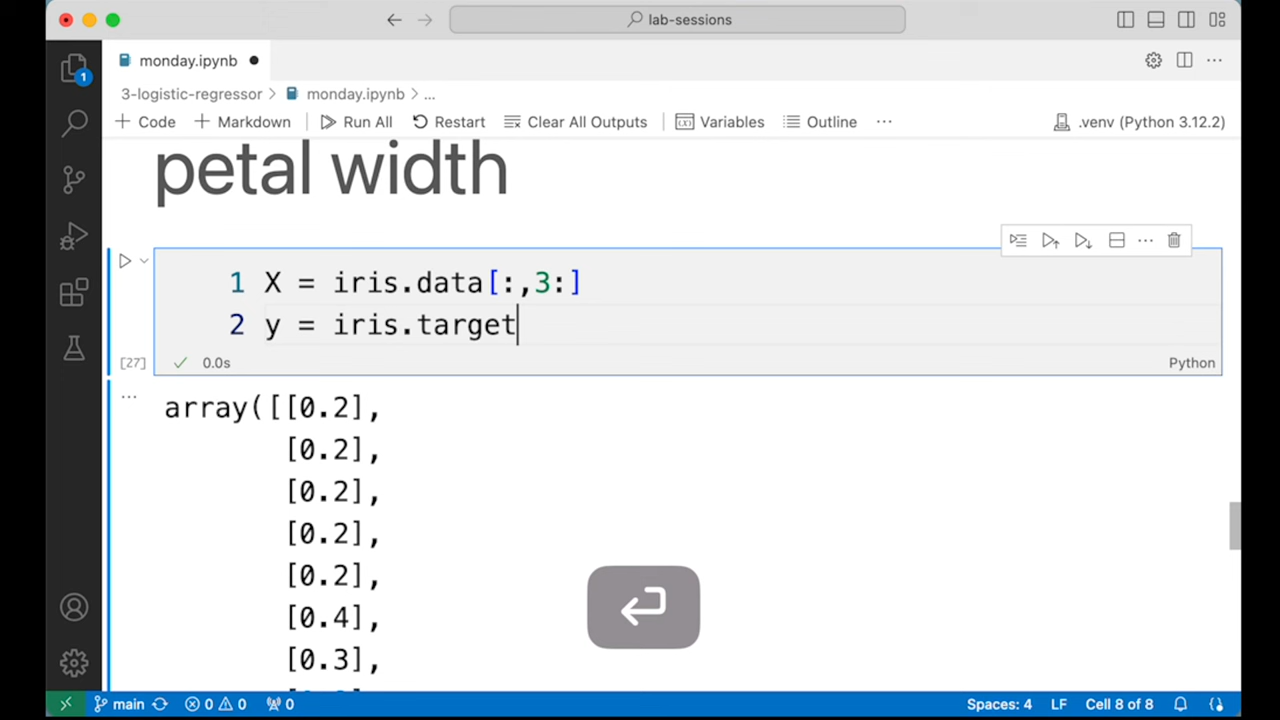 lab-sessions
monday.ipynb
1
3-logistic-regressor > monday.ipynb > ...
+ Code + Markdown Run All Restart Clear All Outputs Variables Outline ... .venv (Python 3.12.2)
petal width
1 X = iris.data[:,3:]
2 y = iris.target
[27] 0.0s Python
array([[0.2],
[0.2],
[0.2],
[0.2],
[0.2],
[0.4],
[0.3],
main 0 0 0 Spaces: 4 LF Cell 8 of 8